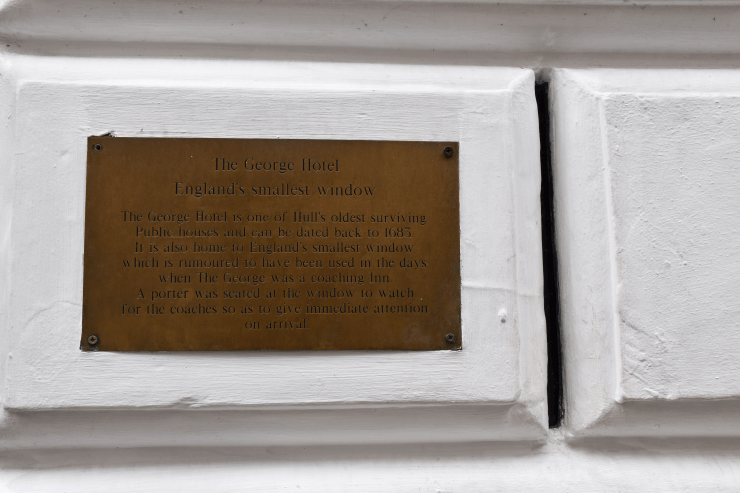 The George Hotel
England's smallest window
The George Hotel is one of Hull's oldest surviving
Public houses and can be dated back to 1683.
It is also home to England's smallest window
which is rumoured to have been used in the days
when The George was a coaching Inn.
A porter was seated at the window to watch
for the coaches so as to give immediate attention
on arrival.